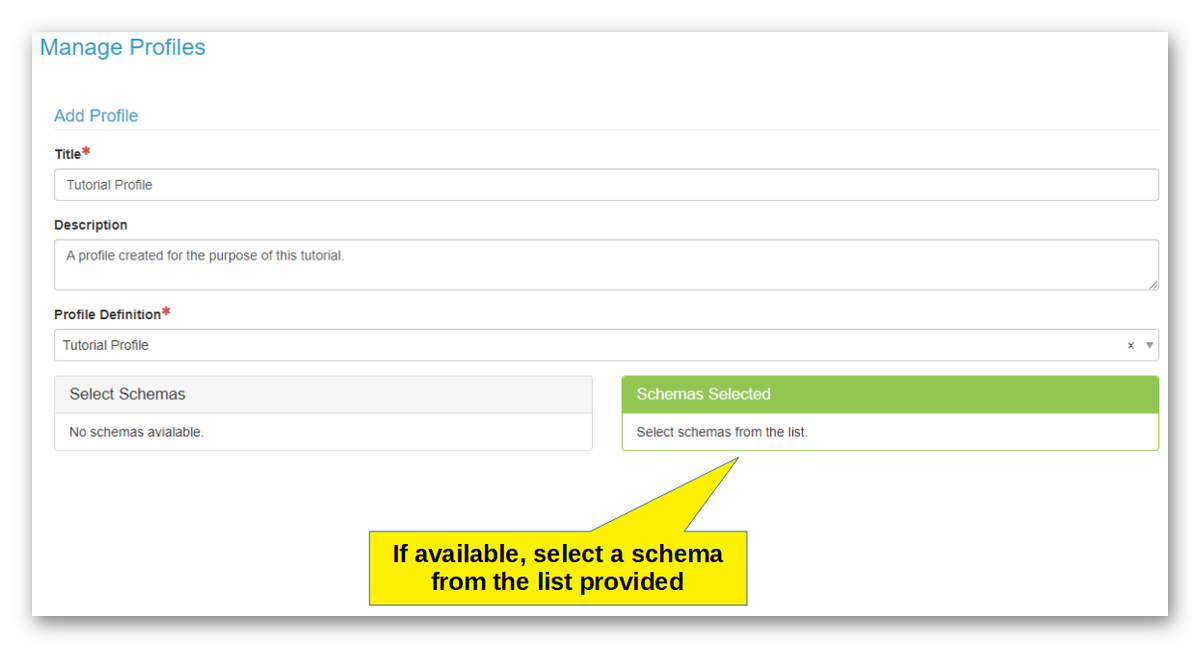 Manage Profiles
Add Profile
Title*
Tutorial Profile
Description
A profile created for the purpose of this tutorial.
Profile Definition*
Tutorial Profile
x ▼
Select Schemas
No schemas avialable.
Schemas Selected
Select schemas from the list.
If available, select a schema
from the list provided